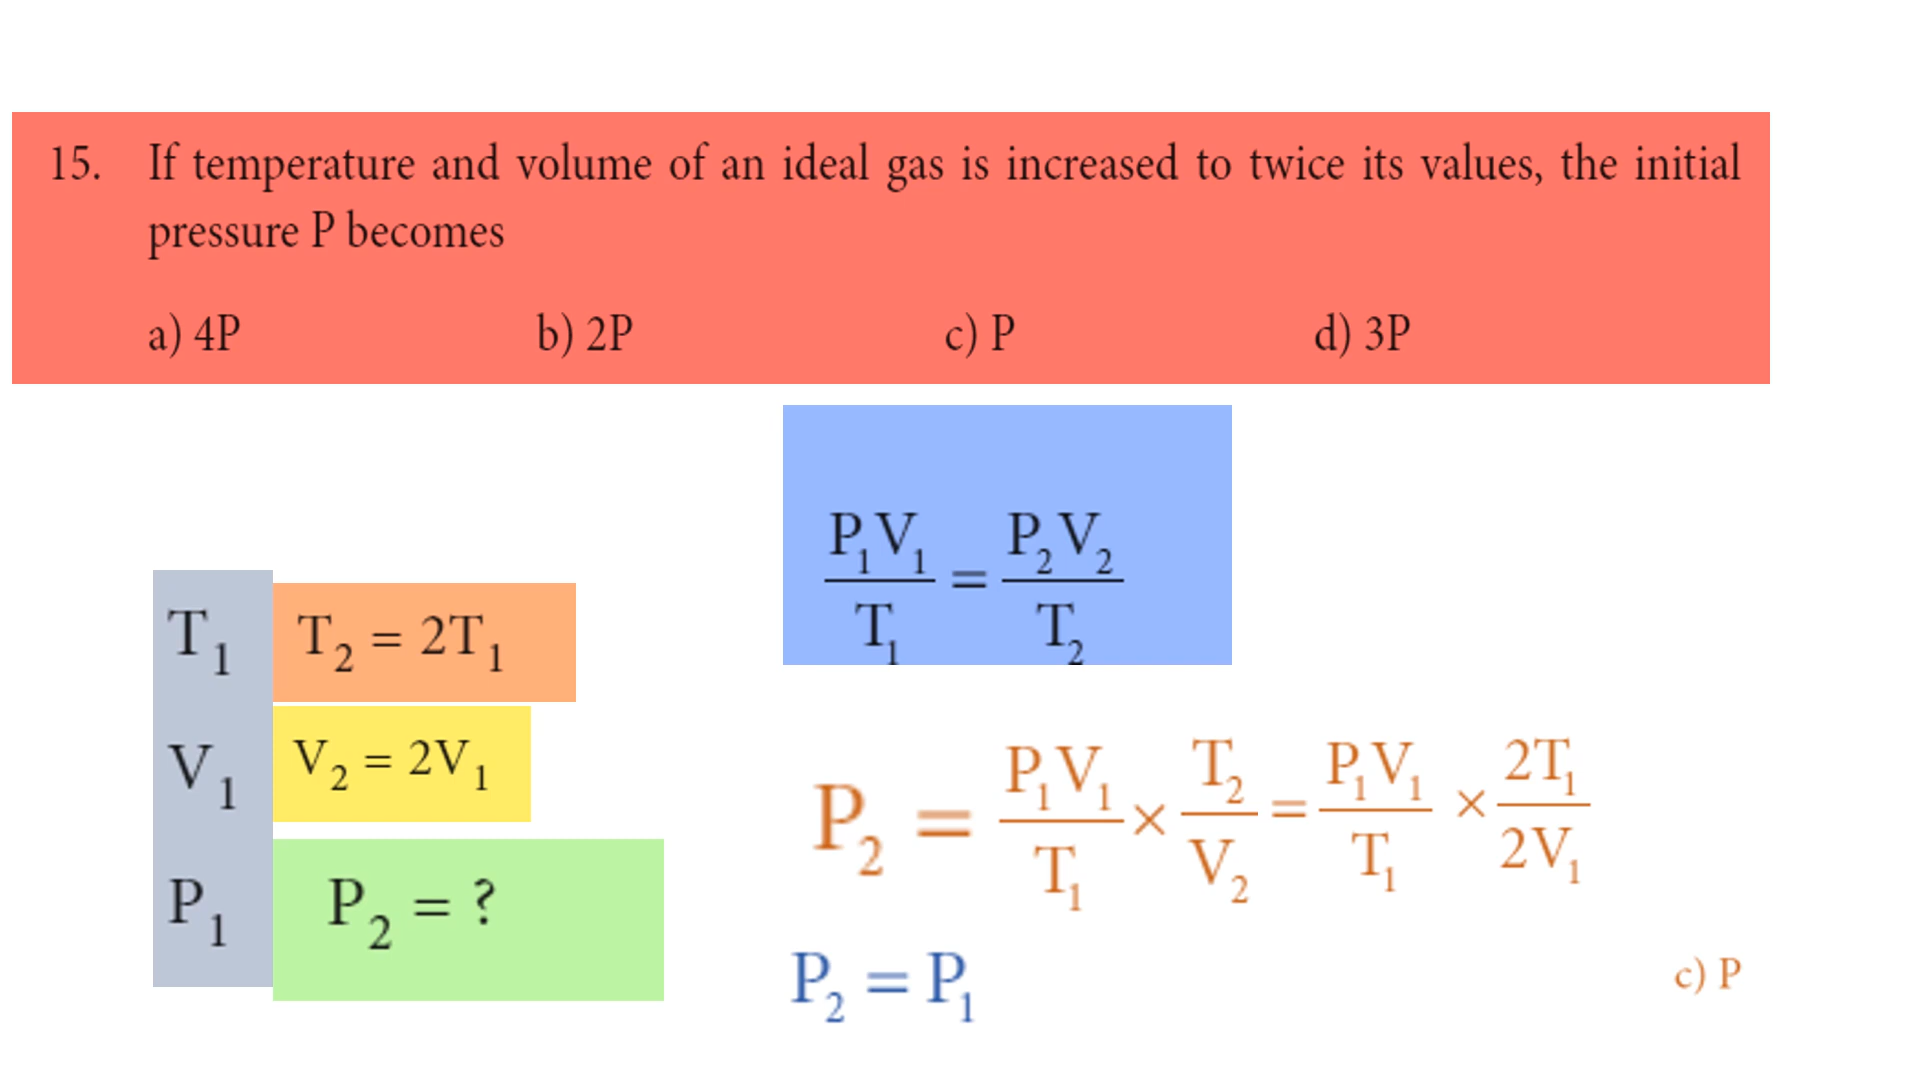 15. If temperature and volume of an ideal gas is increased to twice its values, the initial
pressure P becomes
a) 4P b) 2P c) P d) 3P
P₁V₁/T₁ = P₂V₂/T₂
T₁ T₂ = 2T₁
V₁ V₂ = 2V₁
P₁ P₂ = ?
P₂ = P₁V₁/T₁ × T₂/V₂ = P₁V₁/T₁ × 2T₁/2V₁
P₂ = P₁
c) P